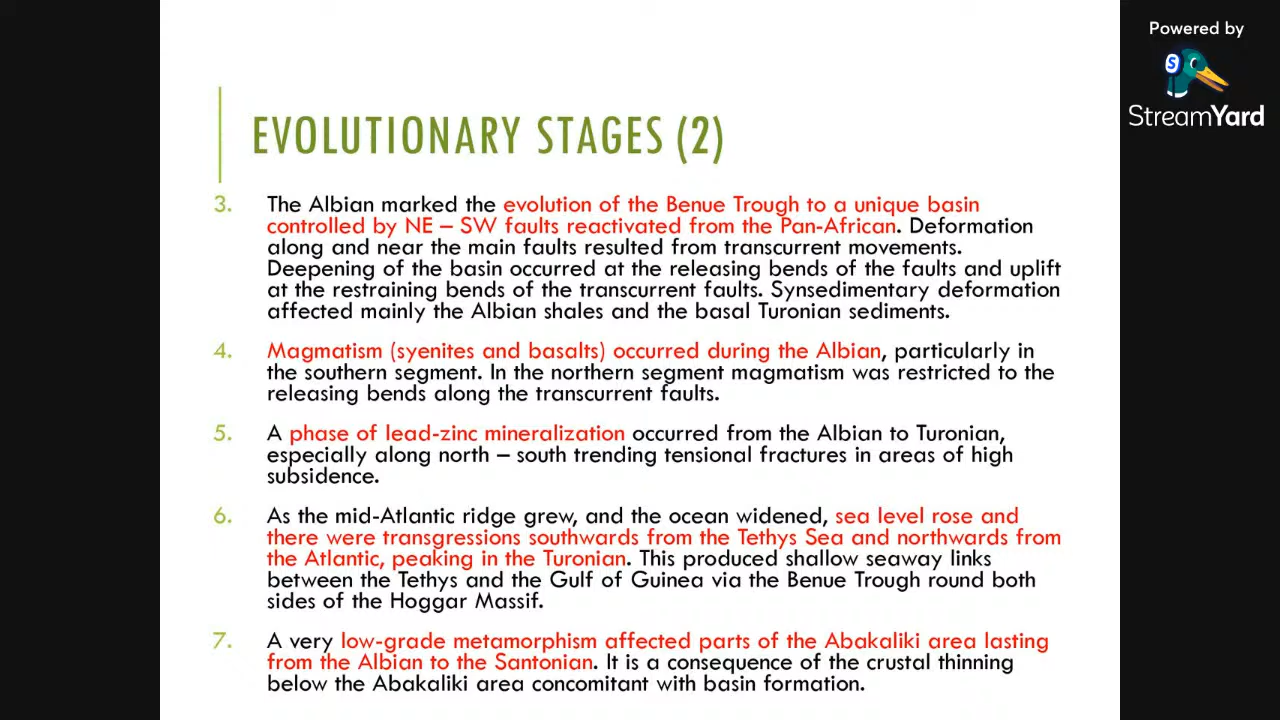 Powered by
S
StreamYard
EVOLUTIONARY STAGES (2)
3. The Albian marked the evolution of the Benue Trough to a unique basin
controlled by NE – SW faults reactivated from the Pan-African. Deformation
along and near the main faults resulted from transcurrent movements.
Deepening of the basin occurred at the releasing bends of the faults and uplift
at the restraining bends of the transcurrent faults. Synsedimentary deformation
affected mainly the Albian shales and the basal Turonian sediments.
4. Magmatism (syenites and basalts) occurred during the Albian, particularly in
the southern segment. In the northern segment magmatism was restricted to the
releasing bends along the transcurrent faults.
5. A phase of lead-zinc mineralization occurred from the Albian to Turonian,
especially along north – south trending tensional fractures in areas of high
subsidence.
6. As the mid-Atlantic ridge grew, and the ocean widened, sea level rose and
there were transgressions southwards from the Tethys Sea and northwards from
the Atlantic, peaking in the Turonian. This produced shallow seaway links
between the Tethys and the Gulf of Guinea via the Benue Trough round both
sides of the Hoggar Massif.
7. A very low-grade metamorphism affected parts of the Abakaliki area lasting
from the Albian to the Santonian. It is a consequence of the crustal thinning
below the Abakaliki area concomitant with basin formation.